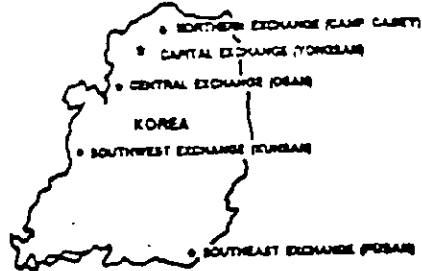 NORTHERN EXCHANGE (CAMP CASEY)
CAPITAL EXCHANGE (YONGSAN)
CENTRAL EXCHANGE (OSAN)
KOREA
SOUTHWEST EXCHANGE (KUNSAN)
SOUTHEAST EXCHANGE (PUSAN)